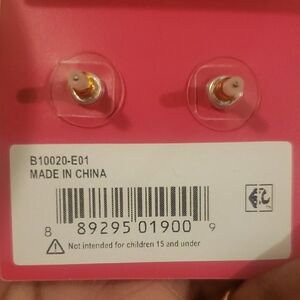 B10020-E01
MADE IN CHINA
8 89295 01900 9
Not intended for children 15 and under